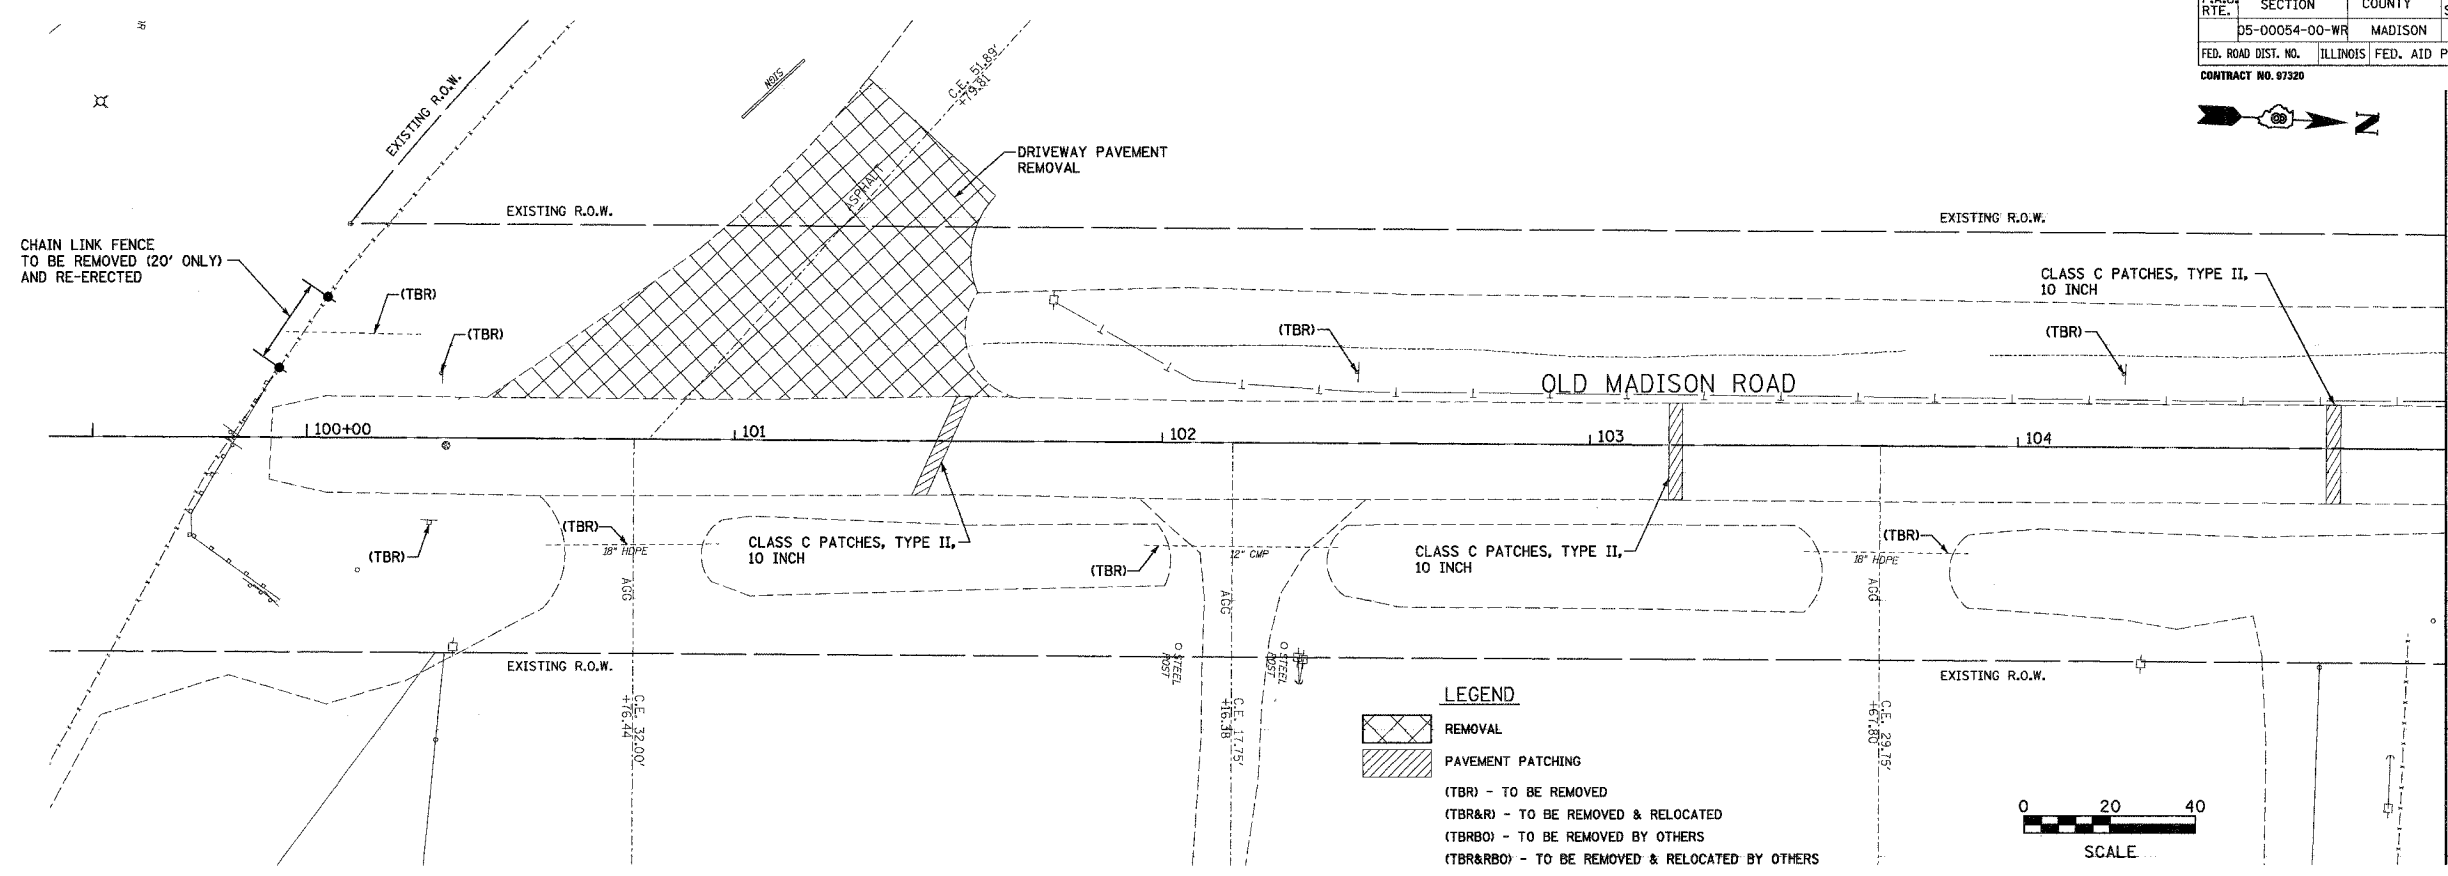 RTE.
SECTION
COUNTY
05-00054-00-WR
MADISON
FED. ROAD DIST. NO.
ILLINOIS
FED. AID P
CONTRACT NO. 97320
N
EXISTING R.O.W.
SIGN
C.E. 51.89'
+79.81
DRIVEWAY PAVEMENT
REMOVAL
ASPHALT
EXISTING R.O.W.
EXISTING R.O.W.
CHAIN LINK FENCE
TO BE REMOVED (20' ONLY)
AND RE-ERECTED
(TBR)
(TBR)
(TBR)
(TBR)
CLASS C PATCHES, TYPE II,
10 INCH
OLD MADISON ROAD
100+00
101
102
103
104
(TBR)
(TBR)
18" HDPE
CLASS C PATCHES, TYPE II,
10 INCH
(TBR)
12" CMP
CLASS C PATCHES, TYPE II,
10 INCH
(TBR)
18" HDPE
AGG
AGG
AGG
EXISTING R.O.W.
STEEL
POST
STEEL
POST
EXISTING R.O.W.
C.E. 32.00'
+76.44
C.E. 17.75'
+16.38
C.E. 29.75'
+67.80
LEGEND
REMOVAL
PAVEMENT PATCHING
(TBR) - TO BE REMOVED
(TBR&R) - TO BE REMOVED & RELOCATED
(TBRBO) - TO BE REMOVED BY OTHERS
(TBR&RBO) - TO BE REMOVED & RELOCATED BY OTHERS
0 20 40
SCALE